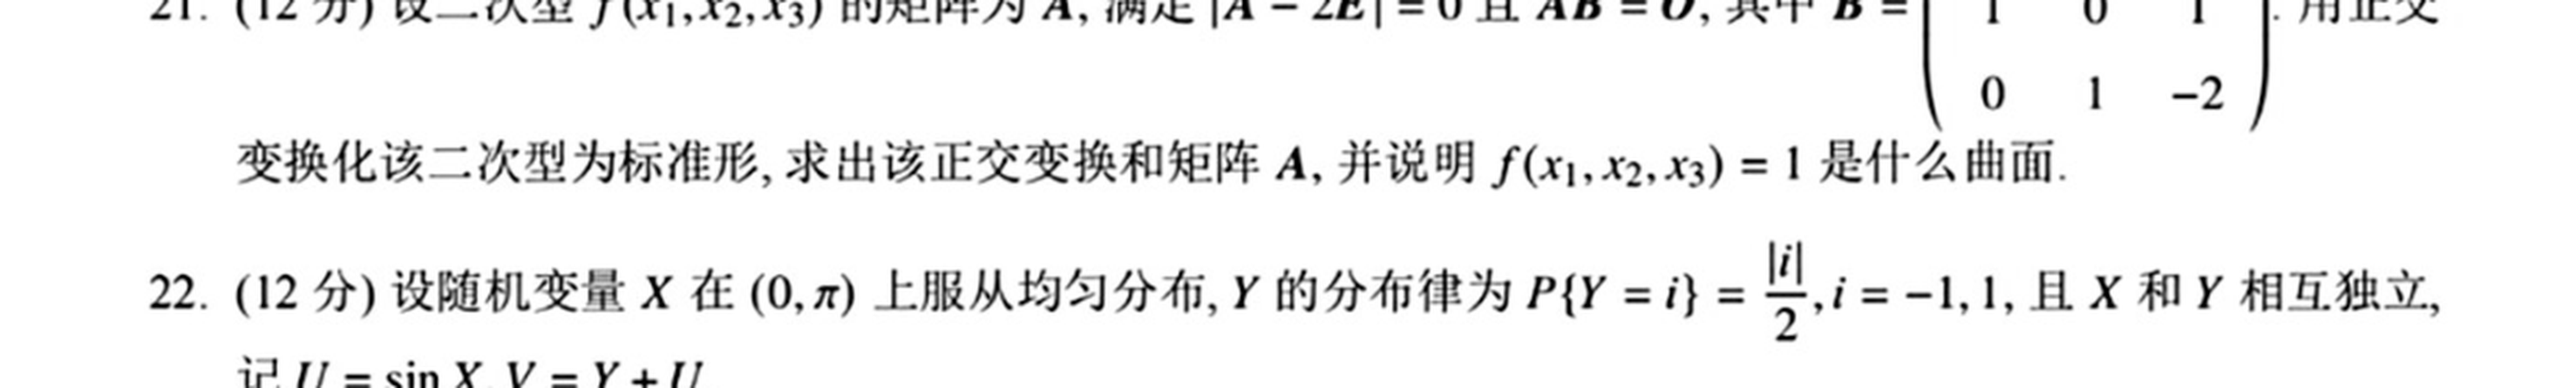 21. (12 分) 设二次型 f(x₁, x₂, x₃) 的矩阵为 A, 满足 |A − 2E| = 0 且 AB = O, 其中 B = ( 1 0 1 ). 用正交
0 1 −2
变换化该二次型为标准形, 求出该正交变换和矩阵 A, 并说明 f(x₁, x₂, x₃) = 1 是什么曲面.
22. (12 分) 设随机变量 X 在 (0, π) 上服从均匀分布, Y 的分布律为 P{Y = i} = |i|/2, i = −1, 1, 且 X 和 Y 相互独立,
记 U = sin X, V = Y + U